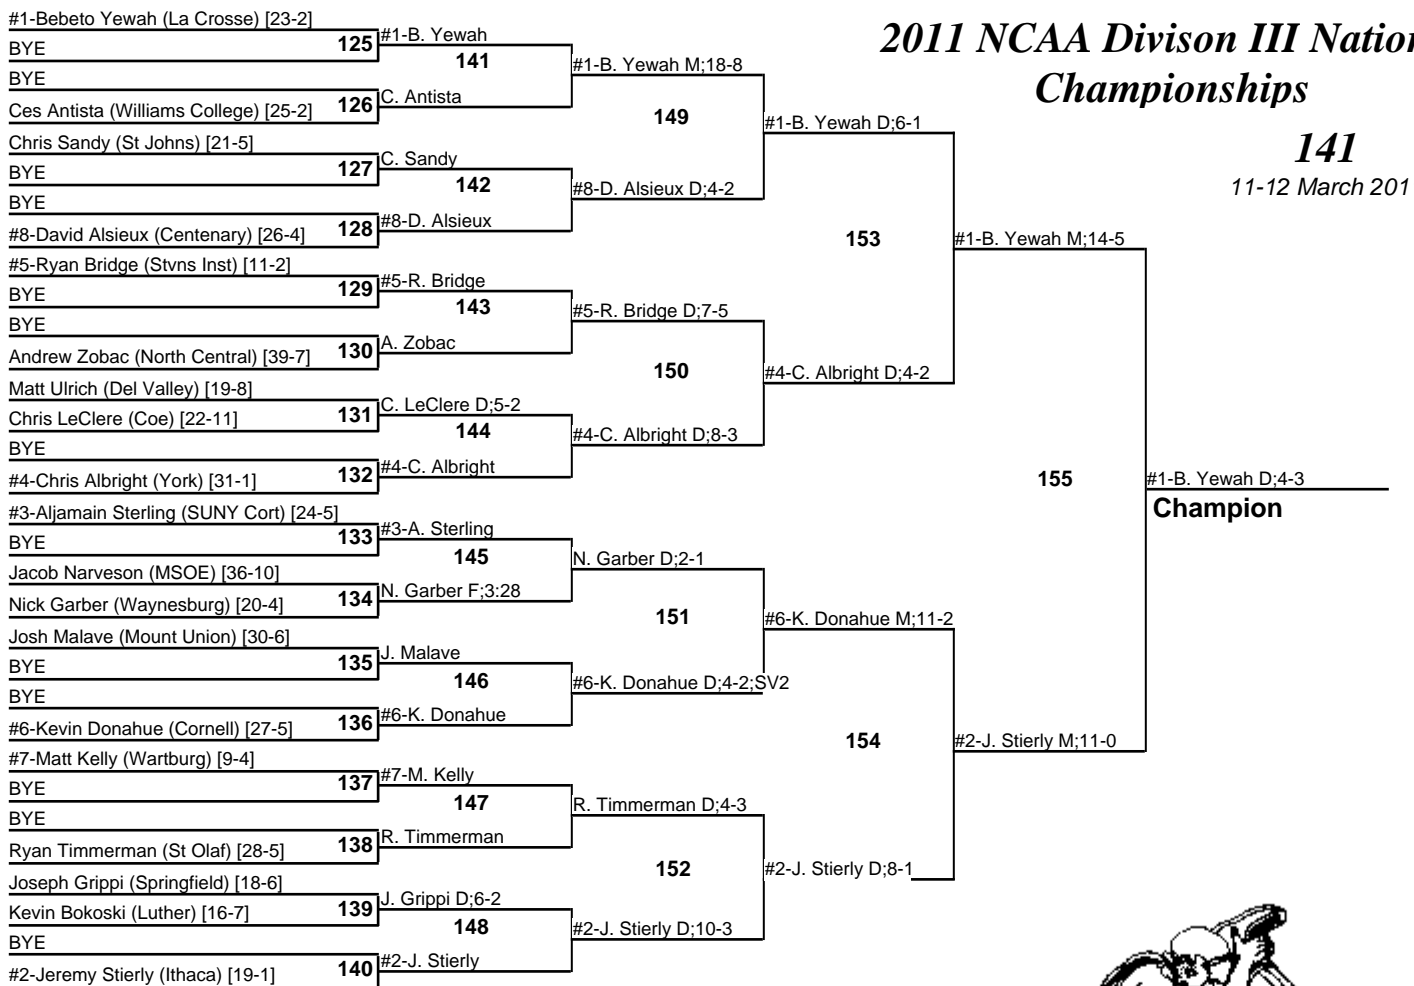 2011 NCAA Divison III Nation
Championships
141
11-12 March 201
#1-Bebeto Yewah (La Crosse) [23-2]
BYE
125
#1-B. Yewah
BYE
Ces Antista (Williams College) [25-2]
126
C. Antista
141
#1-B. Yewah M;18-8
Chris Sandy (St Johns) [21-5]
BYE
127
C. Sandy
BYE
#8-David Alsieux (Centenary) [26-4]
128
#8-D. Alsieux
142
#8-D. Alsieux D;4-2
149
#1-B. Yewah D;6-1
#5-Ryan Bridge (Stvns Inst) [11-2]
BYE
129
#5-R. Bridge
BYE
Andrew Zobac (North Central) [39-7]
130
A. Zobac
143
#5-R. Bridge D;7-5
Matt Ulrich (Del Valley) [19-8]
Chris LeClere (Coe) [22-11]
131
C. LeClere D;5-2
BYE
#4-Chris Albright (York) [31-1]
132
#4-C. Albright
144
#4-C. Albright D;8-3
150
#4-C. Albright D;4-2
153
#1-B. Yewah M;14-5
#3-Aljamain Sterling (SUNY Cort) [24-5]
BYE
133
#3-A. Sterling
Jacob Narveson (MSOE) [36-10]
Nick Garber (Waynesburg) [20-4]
134
N. Garber F;3:28
145
N. Garber D;2-1
Josh Malave (Mount Union) [30-6]
BYE
135
J. Malave
BYE
#6-Kevin Donahue (Cornell) [27-5]
136
#6-K. Donahue
146
#6-K. Donahue D;4-2;SV2
151
#6-K. Donahue M;11-2
#7-Matt Kelly (Wartburg) [9-4]
BYE
137
#7-M. Kelly
BYE
Ryan Timmerman (St Olaf) [28-5]
138
R. Timmerman
147
R. Timmerman D;4-3
Joseph Grippi (Springfield) [18-6]
Kevin Bokoski (Luther) [16-7]
139
J. Grippi D;6-2
BYE
#2-Jeremy Stierly (Ithaca) [19-1]
140
#2-J. Stierly
148
#2-J. Stierly D;10-3
152
#2-J. Stierly D;8-1
154
#2-J. Stierly M;11-0
155
#1-B. Yewah D;4-3
Champion